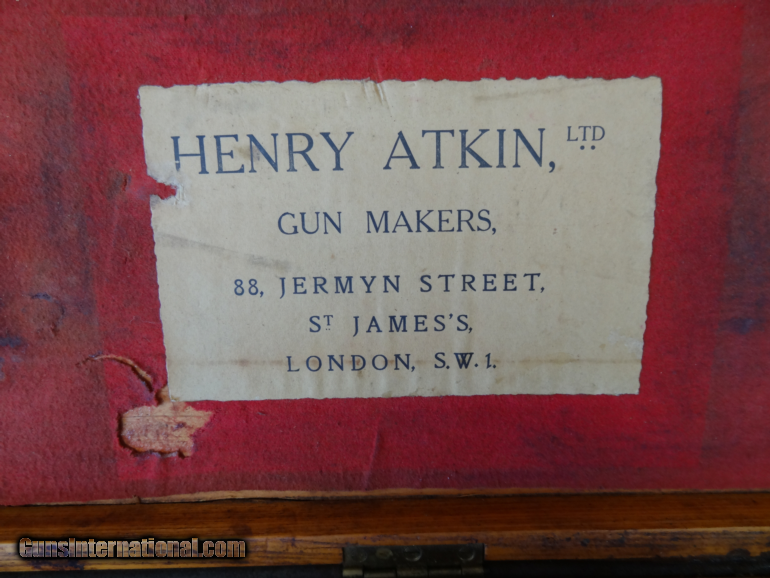 HENRY ATKIN, LTD
GUN MAKERS,
88, JERMYN STREET,
ST JAMES'S,
LONDON, S.W.1.
GunsInternational.com